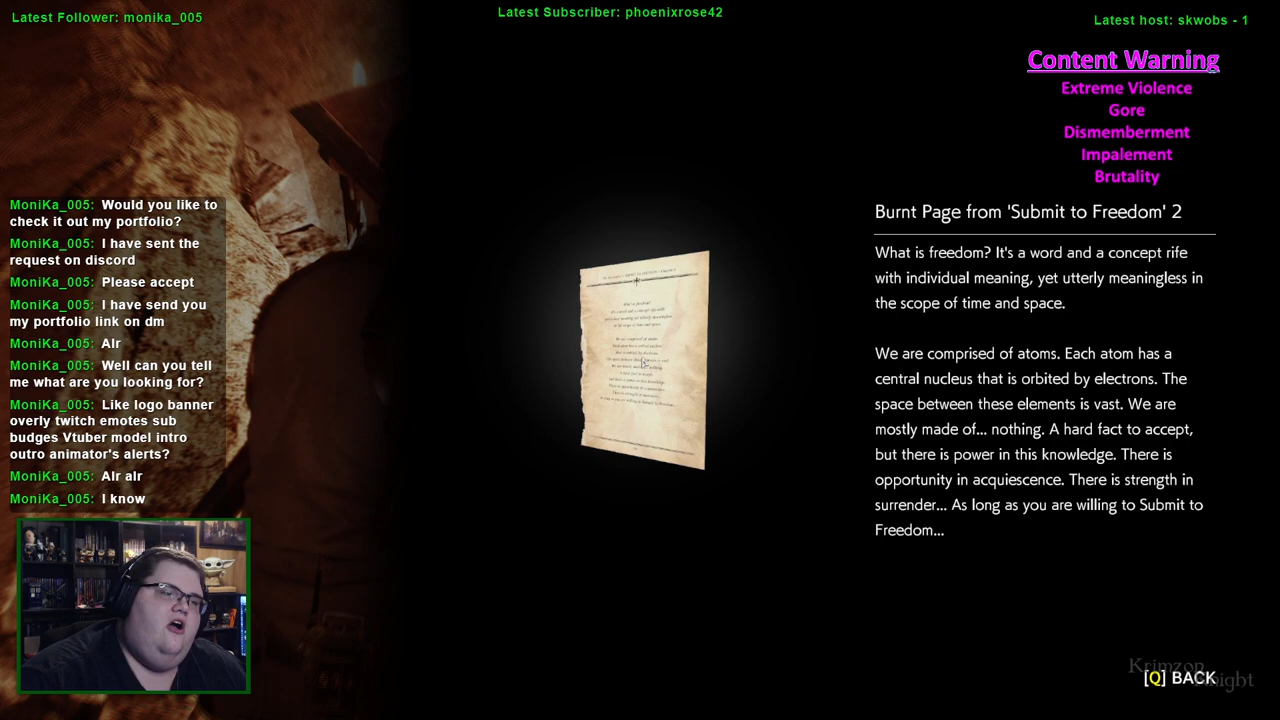 Latest Follower: monika_005
Latest Subscriber: phoenixrose42
Latest host: skwobs - 1
Content Warning
Extreme Violence
Gore
Dismemberment
Impalement
Brutality
MoniKa_005: Would you like to
check it out my portfolio?
MoniKa_005: I have sent the
request on discord
MoniKa_005: Please accept
MoniKa_005: I have send you
my portfolio link on dm
MoniKa_005: Alr
MoniKa_005: Well can you tell
me what are you looking for?
MoniKa_005: Like logo banner
overly twitch emotes sub
budges Vtuber model intro
outro animator's alerts?
MoniKa_005: Alr alr
MoniKa_005: I know
Burnt Page from 'Submit to Freedom' 2
What is freedom? It's a word and a concept rife
with individual meaning, yet utterly meaningless in
the scope of time and space.
We are comprised of atoms. Each atom has a
central nucleus that is orbited by electrons. The
space between these elements is vast. We are
mostly made of... nothing. A hard fact to accept,
but there is power in this knowledge. There is
opportunity in acquiescence. There is strength in
surrender... As long as you are willing to Submit to
Freedom...
Krimzon
Knight
[Q] BACK